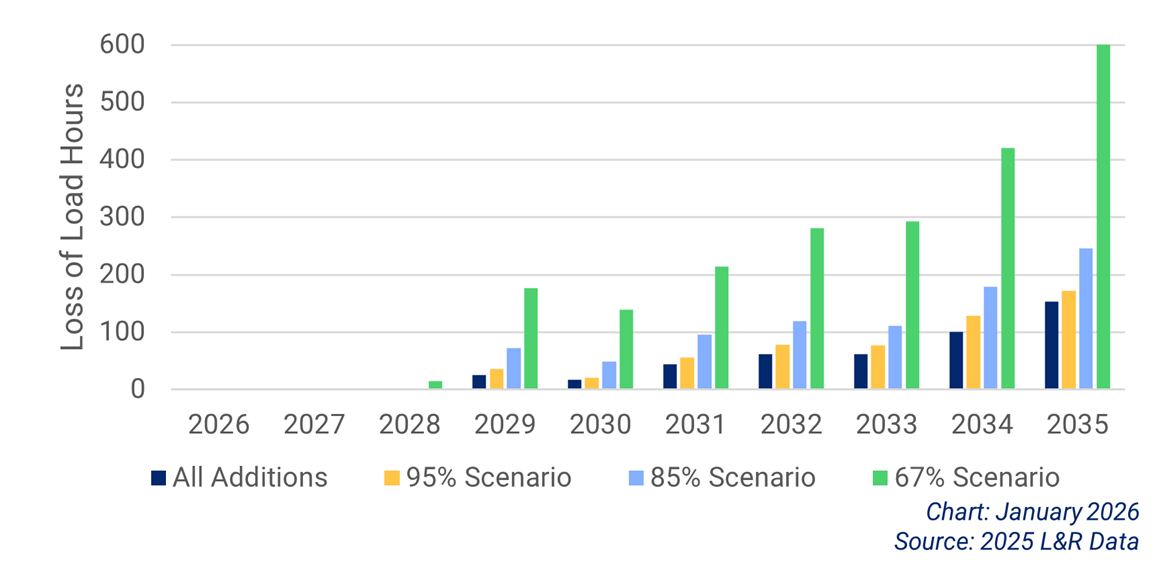 Loss of Load Hours
600
500
400
300
200
100
0
2026 2027 2028 2029 2030 2031 2032 2033 2034 2035
All Additions 95% Scenario 85% Scenario 67% Scenario
Chart: January 2026
Source: 2025 L&R Data